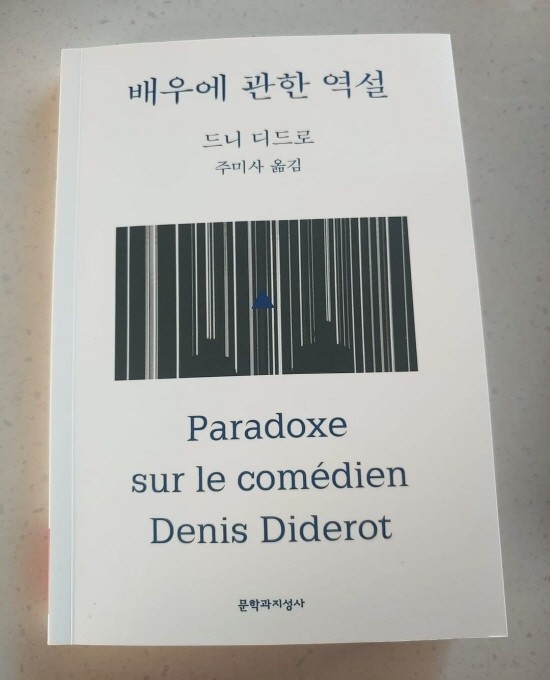 배우에 관한 역설
드니 디드로
주미사 옮김
Paradoxe
sur le comédien
Denis Diderot
문학과지성사